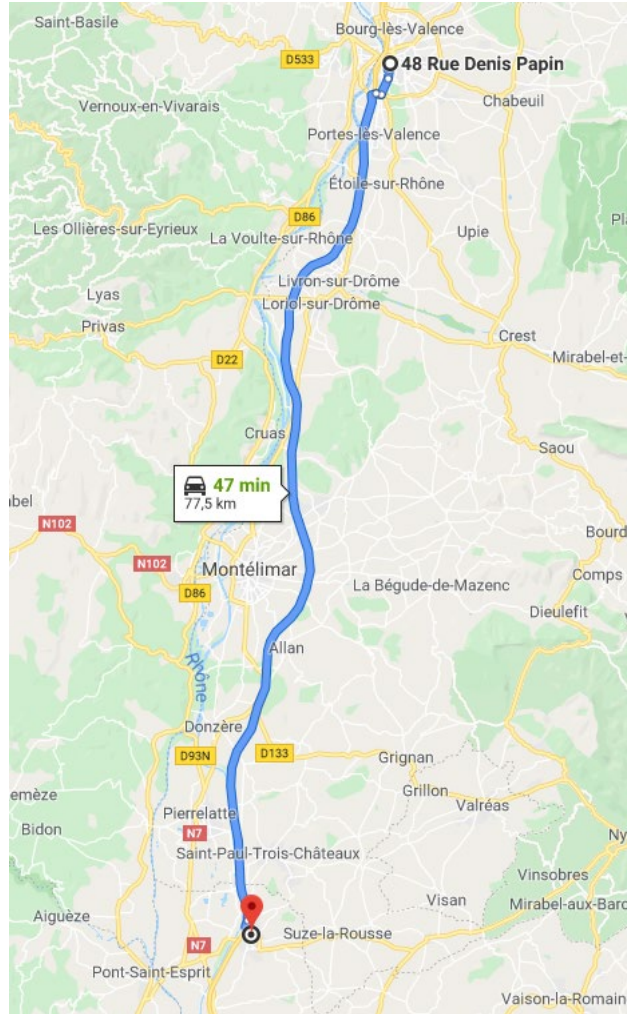 Saint-Basile
Bourg-lès-Valence
D533
48 Rue Denis Papin
Vernoux-en-Vivarais
Chabeuil
Portes-lès-Valence
Étoile-sur-Rhône
D86
Les Ollières-sur-Eyrieux
La Voulte-sur-Rhône
Upie
Livron-sur-Drôme
Lyas
Loriol-sur-Drôme
Privas
Crest
D22
Mirabel-et-
Cruas
Saou
47 min
77,5 km
N102
N102
Montélimar
D86
La Bégude-de-Mazenc
Comps
Dieulefit
Allan
Rhône
Donzère
D93N
D133
Grignan
Grillon
Valréas
Pierrelatte
Bidon
N7
Saint-Paul-Trois-Châteaux
Vinsobres
Visan
Mirabel-aux-Baro
Aiguèze
N7
Suze-la-Rousse
Pont-Saint-Esprit
Vaison-la-Romaine